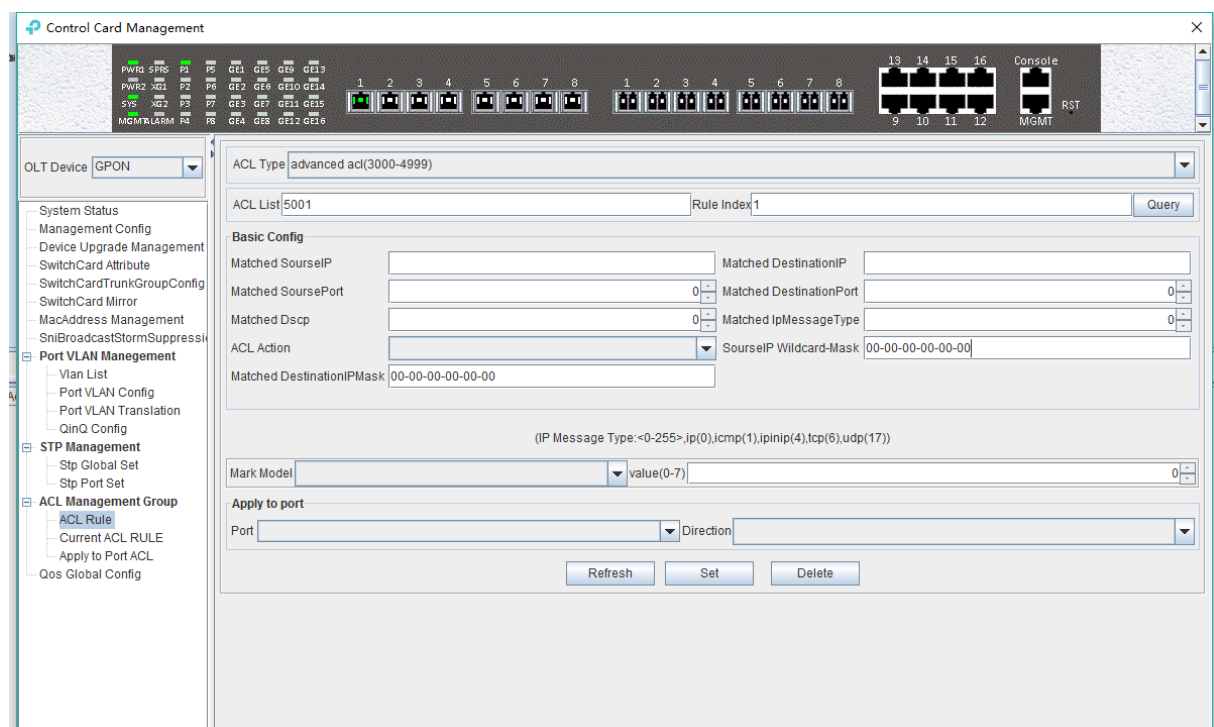 Control Card Management
PWR1 SPRS P1 P5 GE1 GE5 GE9 GE13
PWR2 XG1 P2 P6 GE2 GE6 GE10 GE14
SYS XG2 P3 P7 GE3 GE7 GE11 GE15
MGMT ALARM P4 P8 GE4 GE8 GE12 GE16
1 2 3 4 5 6 7 8 1 2 3 4 5 6 7 8
13 14 15 16 Console
RST
9 10 11 12 MGMT
OLT Device GPON
System Status
Management Config
Device Upgrade Management
SwitchCard Attribute
SwitchCardTrunkGroupConfig
SwitchCard Mirror
MacAddress Management
SniBroadcastStormSuppressi
Port VLAN Management
Vlan List
Port VLAN Config
Port VLAN Translation
QinQ Config
STP Management
Stp Global Set
Stp Port Set
ACL Management Group
ACL Rule
Current ACL RULE
Apply to Port ACL
Qos Global Config
ACL Type advanced acl(3000-4999)
ACL List 5001 Rule Index 1 Query
Basic Config
Matched SourseIP Matched DestinationIP
Matched SoursePort 0 Matched DestinationPort 0
Matched Dscp 0 Matched IpMessageType 0
ACL Action SourseIP Wildcard-Mask 00-00-00-00-00-00
Matched DestinationIPMask 00-00-00-00-00-00
(IP Message Type:<0-255>,ip(0),icmp(1),ipinip(4),tcp(6),udp(17))
Mark Model value(0-7) 0
Apply to port
Port Direction
Refresh Set Delete